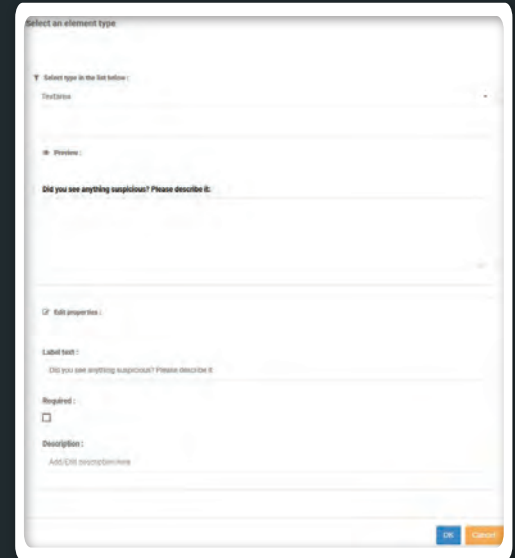 Select an element type
Select type in the list below :
Textarea
Preview :
Did you see anything suspicious? Please describe it:
Edit properties :
Label text :
Did you see anything suspicious? Please describe it
Required :
Description :
Add/Edit description here
OK
Cancel